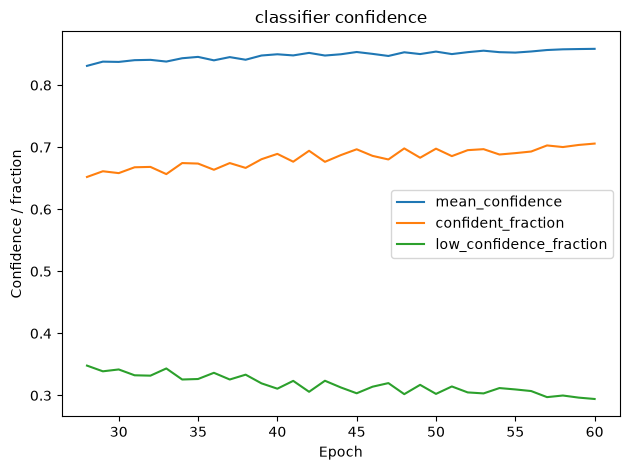 classifier confidence
Confidence / fraction
0.8
0.7
0.6
0.5
0.4
0.3
mean_confidence
confident_fraction
low_confidence_fraction
30 35 40 45 50 55 60
Epoch